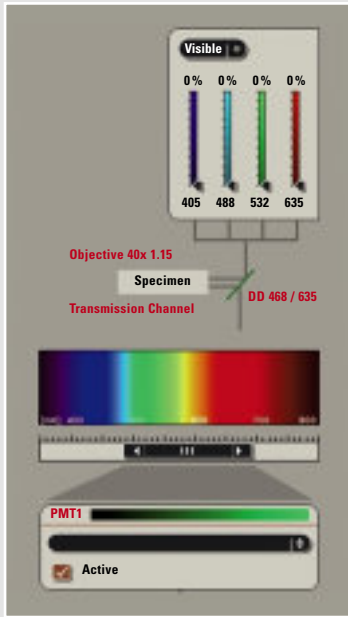 Visible
0% 0% 0% 0%
405 488 532 635
Objective 40x 1.15
Specimen
DD 468 / 635
Transmission Channel
PMT1
Active